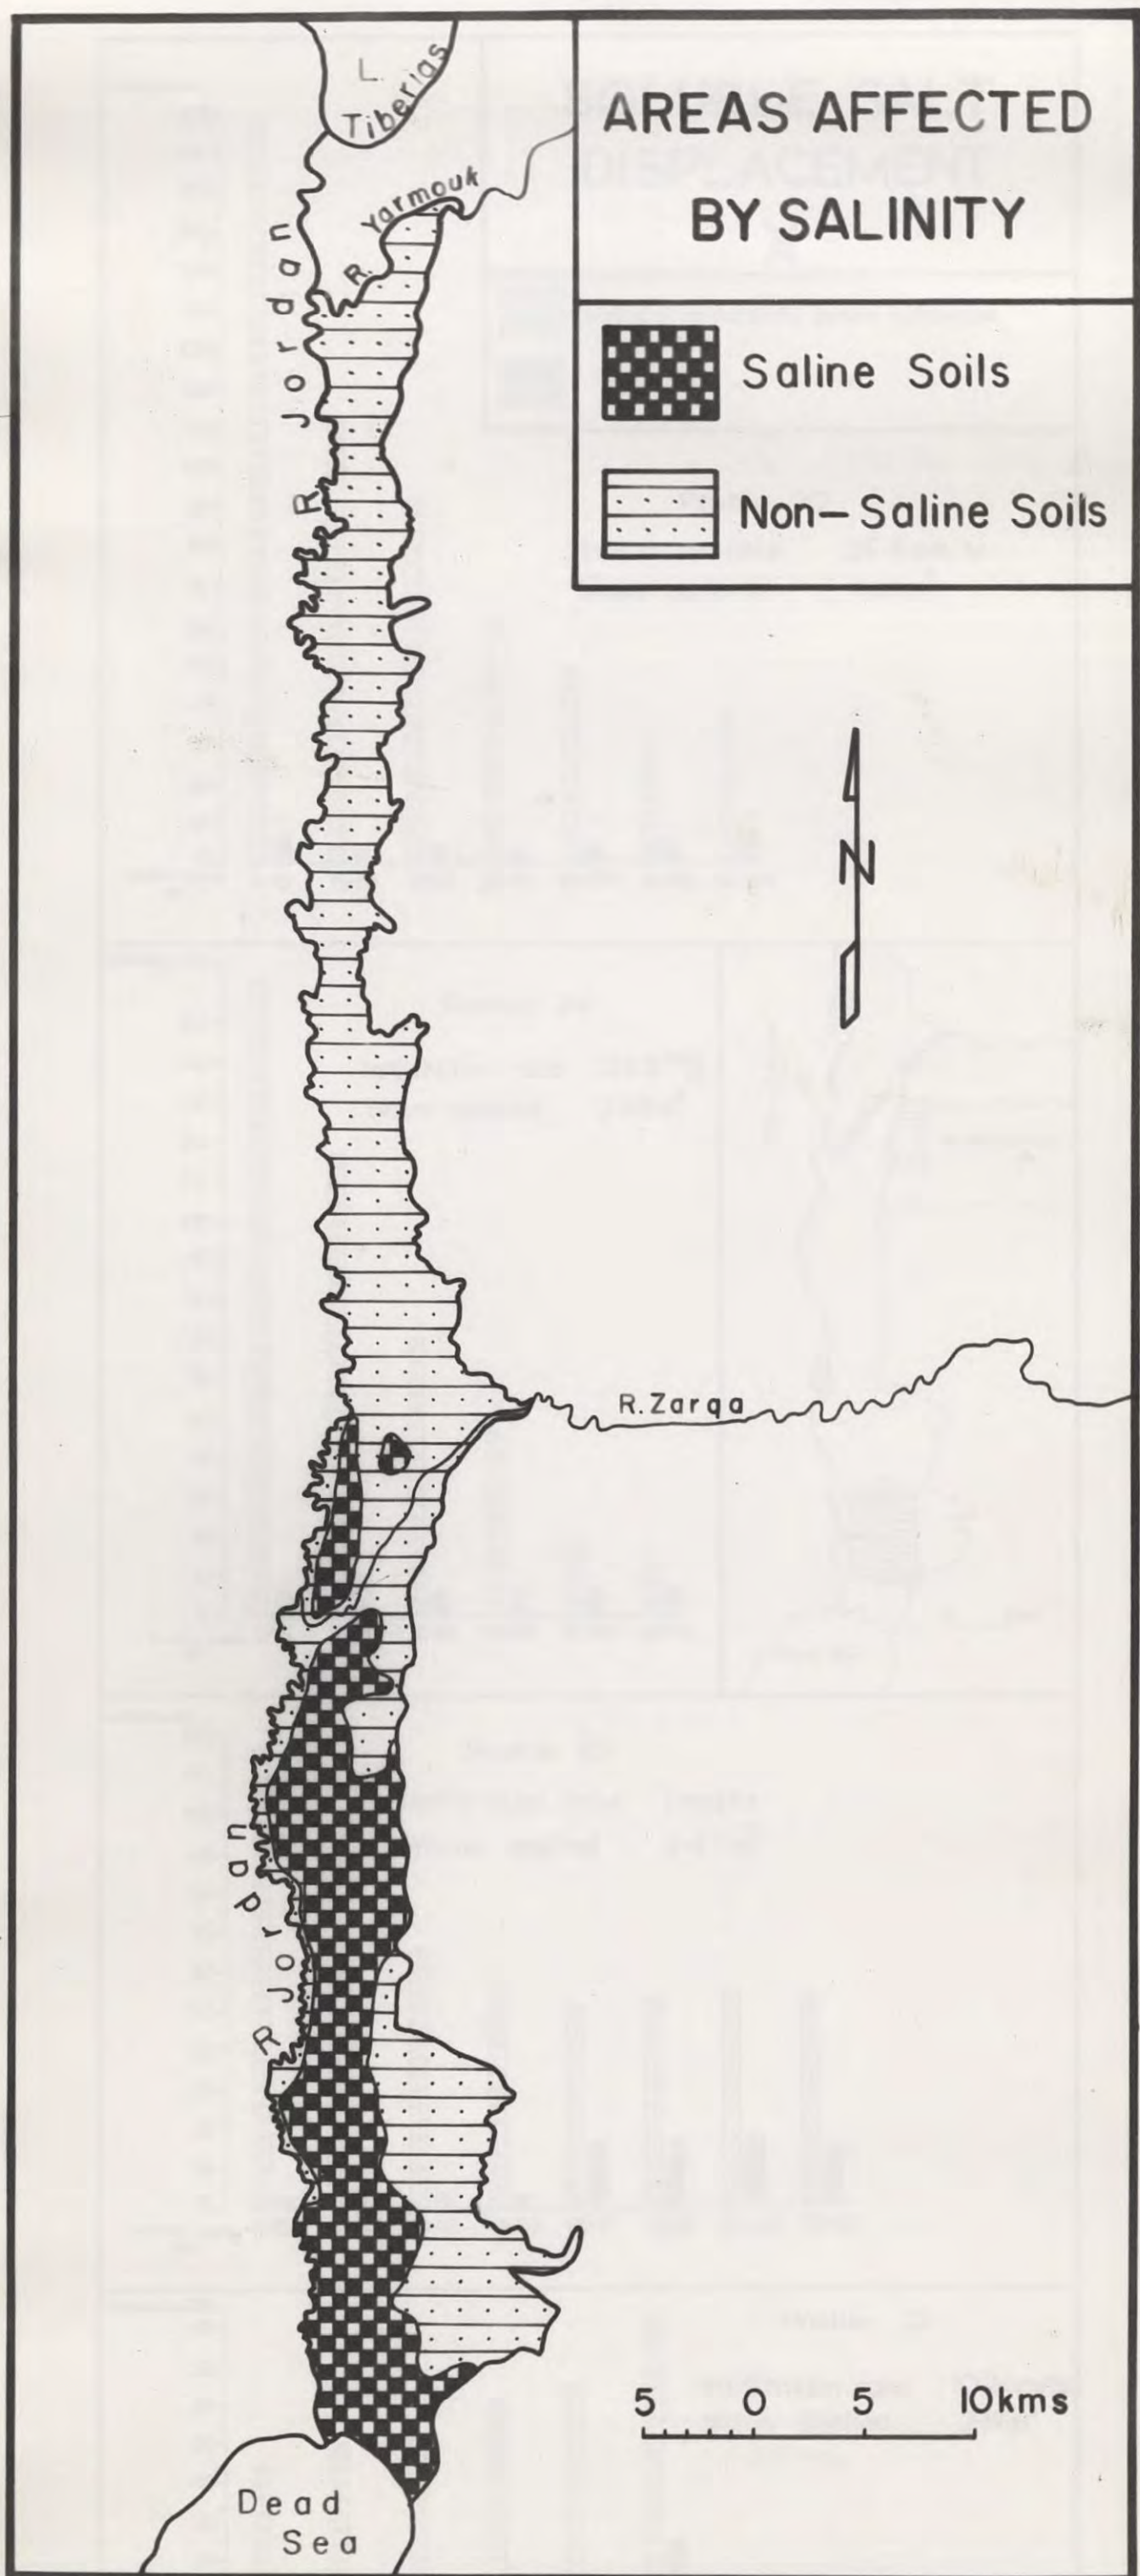 L.
Tiberias
AREAS AFFECTED
BY SALINITY
R. Yarmouk
Saline Soils
Non-Saline Soils
R Jordan
N
R. Zarqa
R Jordan
5 0 5 10kms
Dead
Sea